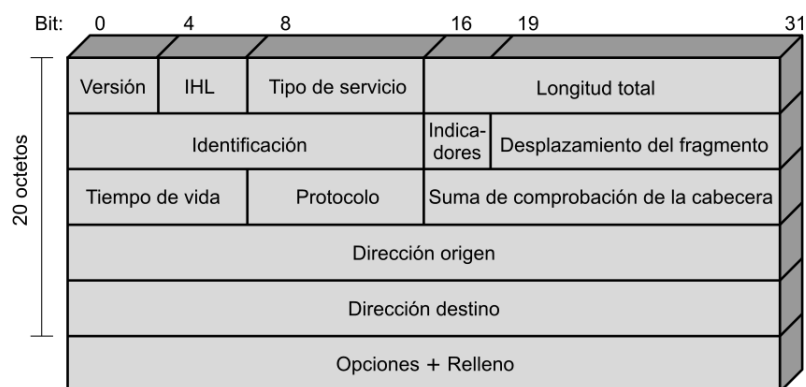 Bit: 0 4 8 16 19 31
Versión IHL Tipo de servicio Longitud total
Identificación Indica-
dores Desplazamiento del fragmento
Tiempo de vida Protocolo Suma de comprobación de la cabecera
Dirección origen
Dirección destino
Opciones + Relleno
20 octetos